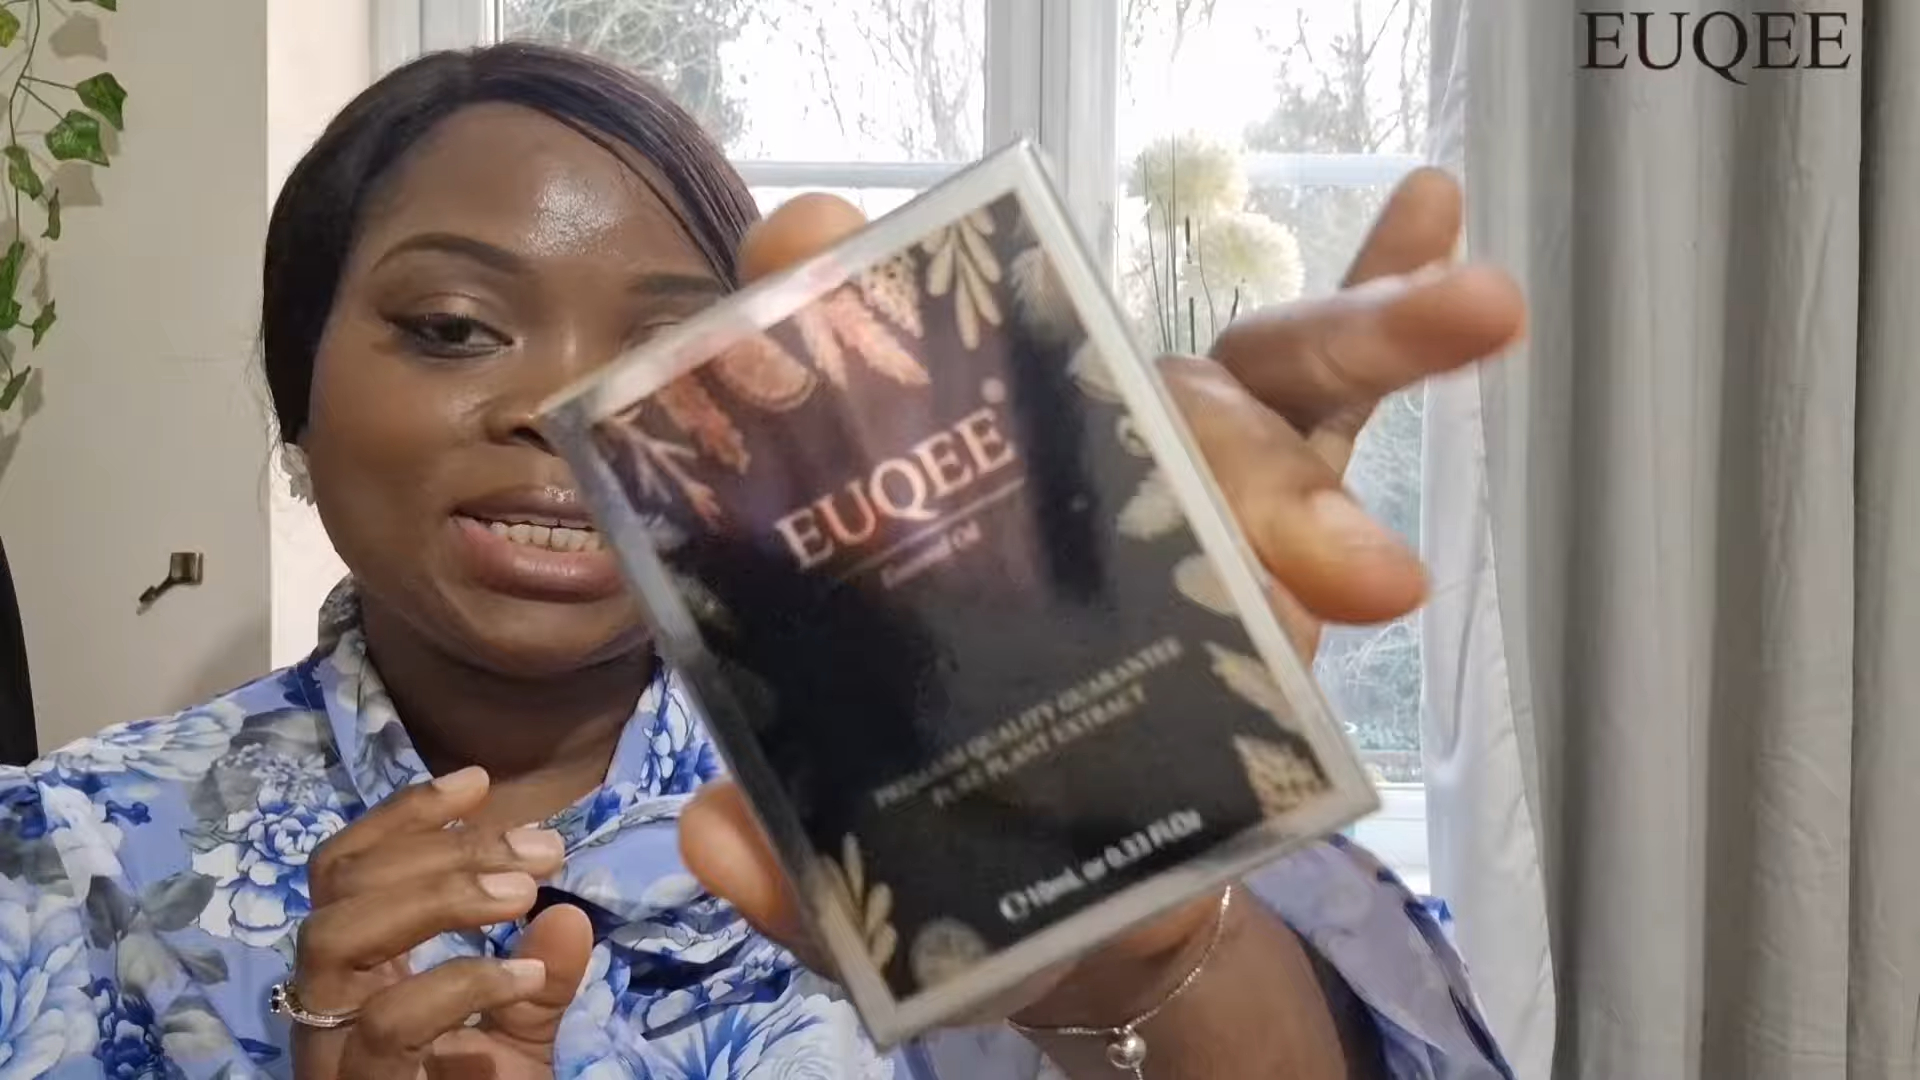 EUQEE
EUQEE®
Essential Oil
PREMIUM QUALITY GUARANTEE
PURE PLANT EXTRACT
10mL or 0.33 Fl.Oz